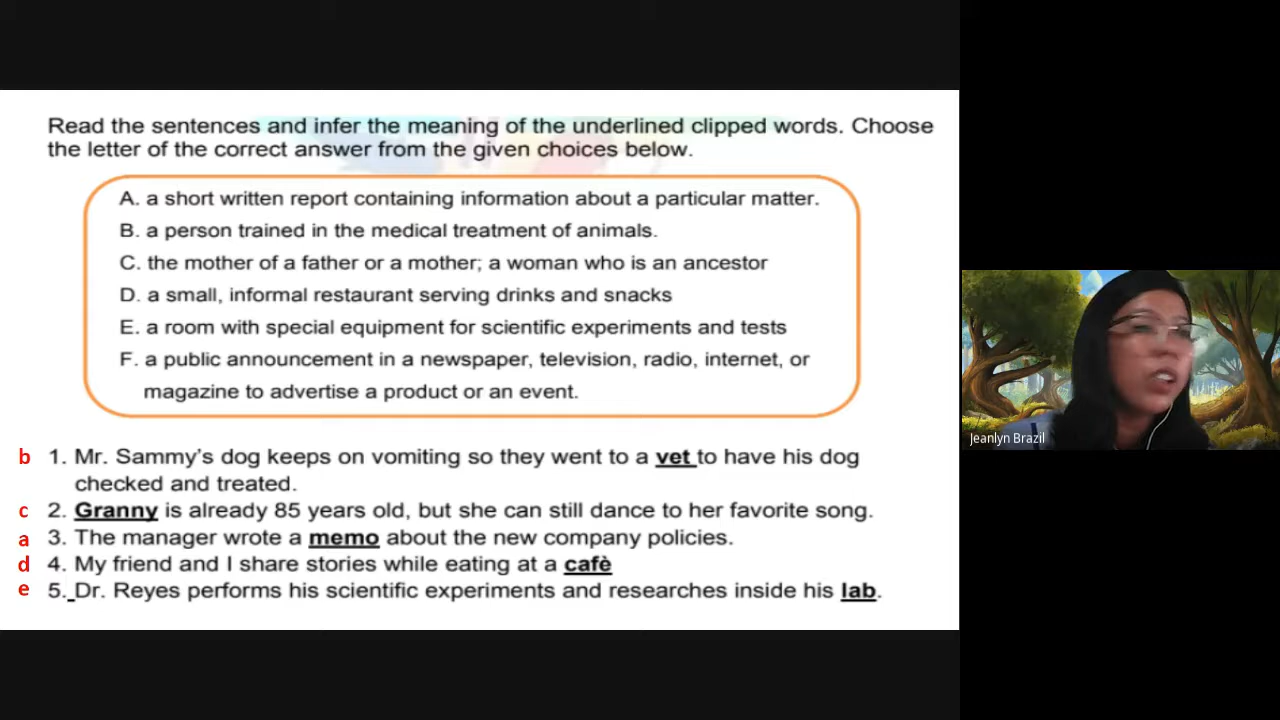 Read the sentences and infer the meaning of the underlined clipped words. Choose
the letter of the correct answer from the given choices below.
A. a short written report containing information about a particular matter.
B. a person trained in the medical treatment of animals.
C. the mother of a father or a mother; a woman who is an ancestor
D. a small, informal restaurant serving drinks and snacks
E. a room with special equipment for scientific experiments and tests
F. a public announcement in a newspaper, television, radio, internet, or
magazine to advertise a product or an event.
b 1. Mr. Sammy’s dog keeps on vomiting so they went to a vet to have his dog
checked and treated.
c 2. Granny is already 85 years old, but she can still dance to her favorite song.
a 3. The manager wrote a memo about the new company policies.
d 4. My friend and I share stories while eating at a cafè
e 5. Dr. Reyes performs his scientific experiments and researches inside his lab.
Jeanlyn Brazil